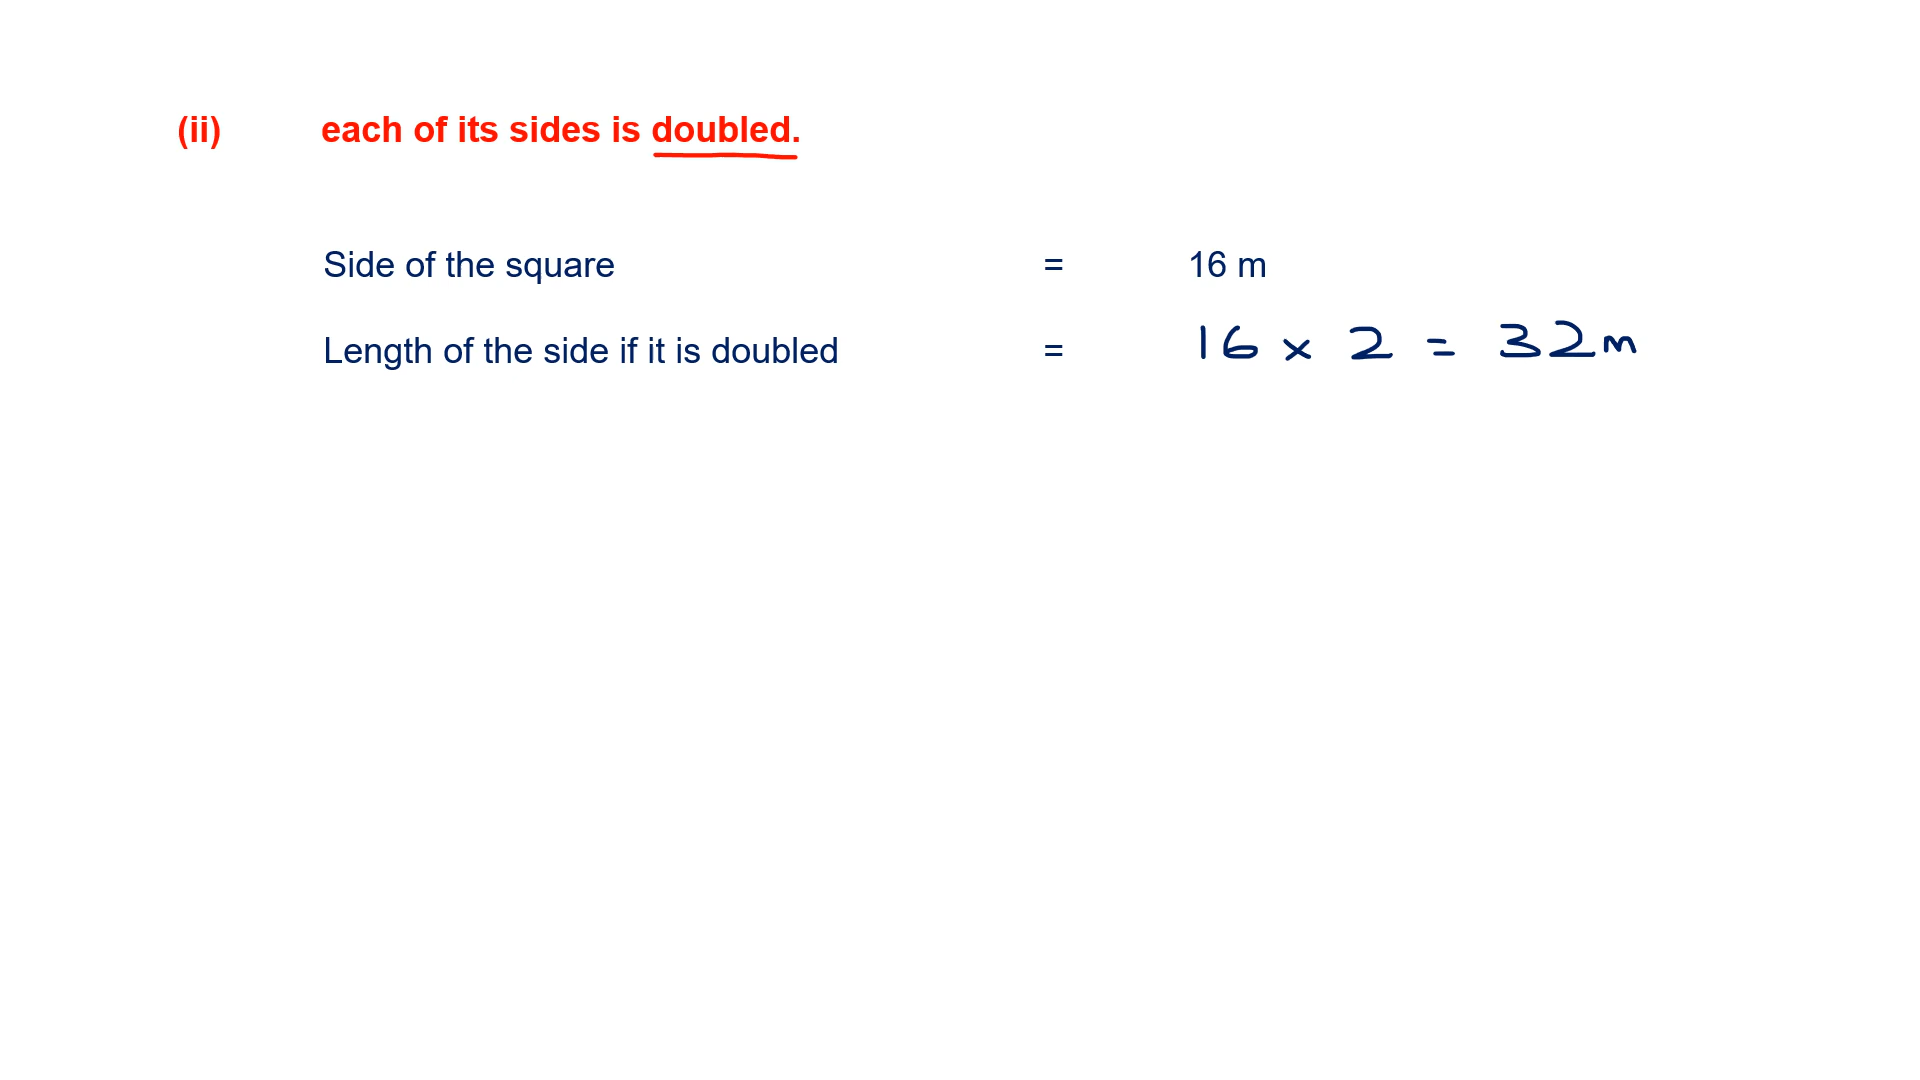 (ii) each of its sides is doubled.
Side of the square = 16 m
Length of the side if it is doubled = 16 × 2 = 32m